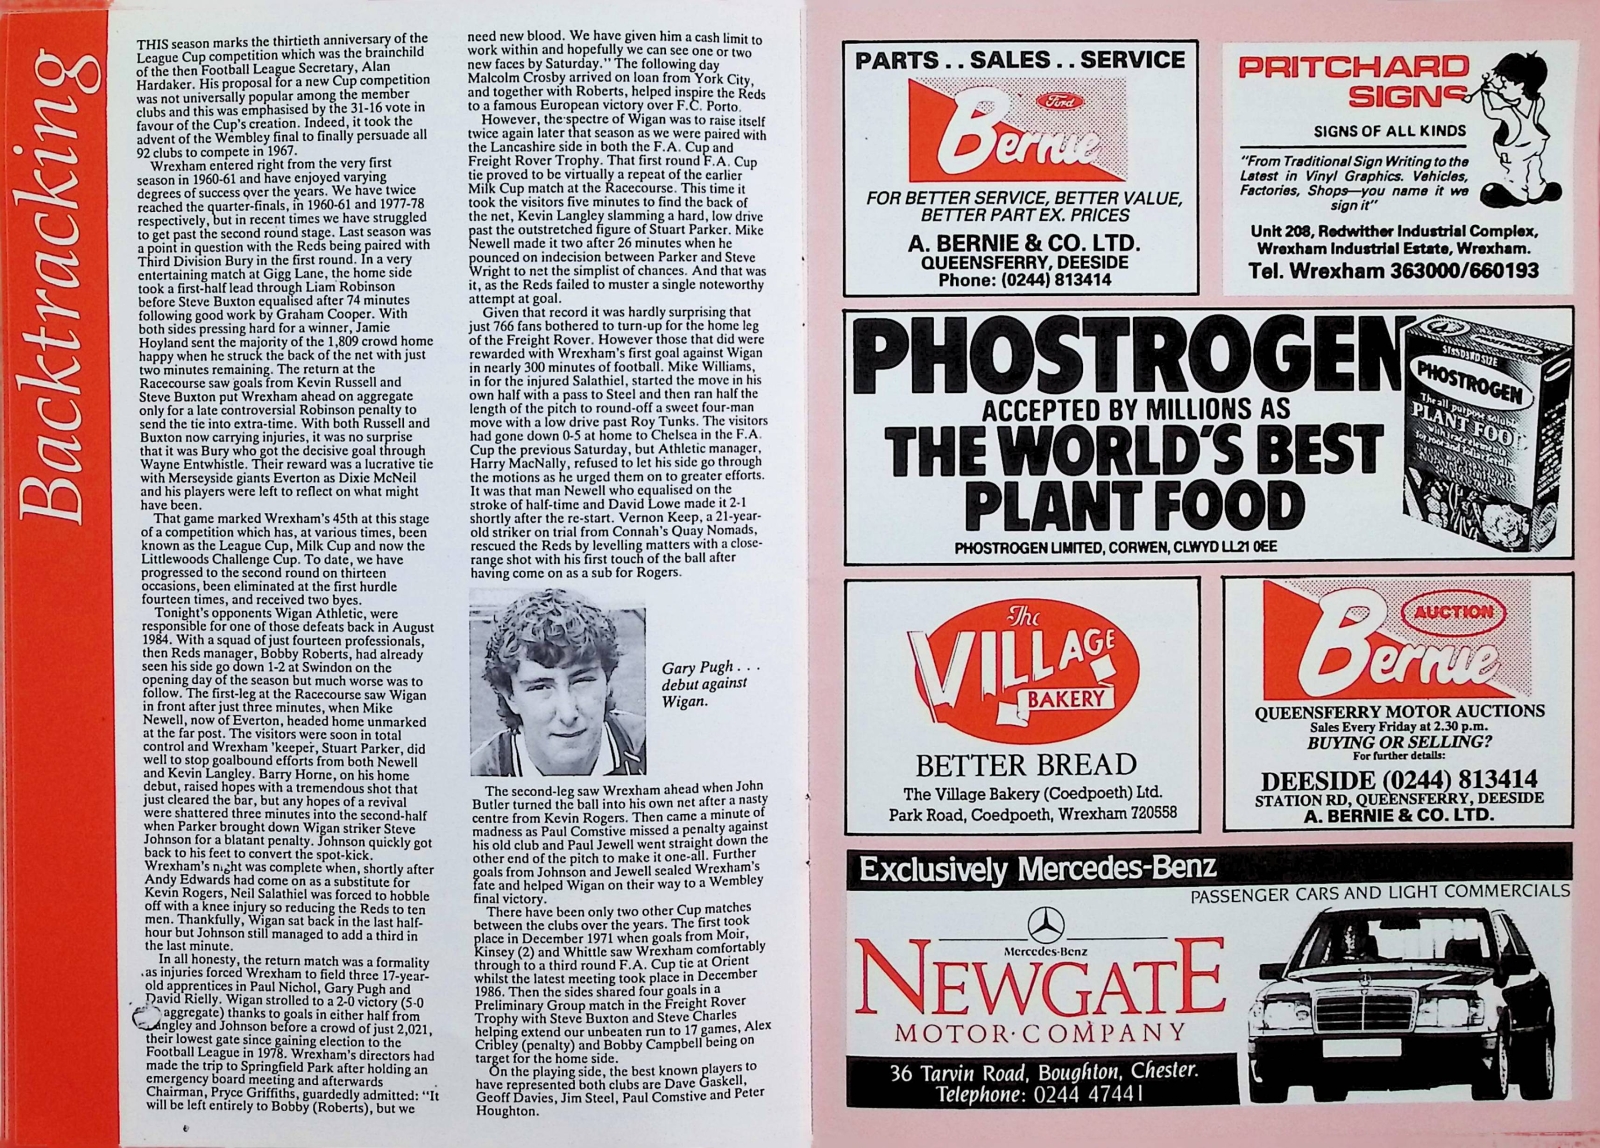 Backtracking
THIS season marks the thirtieth anniversary of the
League Cup competition which was the brainchild
of the then Football League Secretary, Alan
Hardaker. His proposal for a new Cup competition
was not universally popular among the member
clubs and this was emphasised by the 31-16 vote in
favour of the Cup's creation. Indeed, it took the
advent of the Wembley final to finally persuade all
92 clubs to compete in 1967.
Wrexham entered right from the very first
season in 1960-61 and have enjoyed varying
degrees of success over the years. We have twice
reached the quarter-finals, in 1960-61 and 1977-78
respectively, but in recent times we have struggled
to get past the second round stage. Last season was
a point in question with the Reds being paired with
Third Division Bury in the first round. In a very
entertaining match at Gigg Lane, the home side
took a first-half lead through Liam Robinson
before Steve Buxton equalised after 74 minutes
following good work by Graham Cooper. With
both sides pressing hard for a winner, Jamie
Hoyland sent the majority of the 1,809 crowd home
happy when he struck the back of the net with just
two minutes remaining. The return at the
Racecourse saw goals from Kevin Russell and
Steve Buxton put Wrexham ahead on aggregate
only for a late controversial Robinson penalty to
send the tie into extra-time. With both Russell and
Buxton now carrying injuries, it was no surprise
that it was Bury who got the decisive goal through
Wayne Entwhistle. Their reward was a lucrative tie
with Merseyside giants Everton as Dixie McNeil
and his players were left to reflect on what might
have been.
That game marked Wrexham's 45th at this stage
of a competition which has, at various times, been
known as the League Cup, Milk Cup and now the
Littlewoods Challenge Cup. To date, we have
progressed to the second round on thirteen
occasions, been eliminated at the first hurdle
fourteen times, and received two byes.
Tonight's opponents Wigan Athletic, were
responsible for one of those defeats back in August
1984. With a squad of just fourteen professionals,
then Reds manager, Bobby Roberts, had already
seen his side go down 1-2 at Swindon on the
opening day of the season but much worse was to
follow. The first-leg at the Racecourse saw Wigan
in front after just three minutes, when Mike
Newell, now of Everton, headed home unmarked
at the far post. The visitors were soon in total
control and Wrexham 'keeper, Stuart Parker, did
well to stop goalbound efforts from both Newell
and Kevin Langley. Barry Horne, on his home
debut, raised hopes with a tremendous shot that
just cleared the bar, but any hopes of a revival
were shattered three minutes into the second-half
when Parker brought down Wigan striker Steve
Johnson for a blatant penalty. Johnson quickly got
back to his feet to convert the spot-kick.
Wrexham's night was complete when, shortly after
Andy Edwards had come on as a substitute for
Kevin Rogers, Neil Salathiel was forced to hobble
off with a knee injury so reducing the Reds to ten
men. Thankfully, Wigan sat back in the last half-
hour but Johnson still managed to add a third in
the last minute.
In all honesty, the return match was a formality
as injuries forced Wrexham to field three 17-year-
old apprentices in Paul Nichol, Gary Pugh and
David Rielly. Wigan strolled to a 2-0 victory (5-0
aggregate) thanks to goals in either half from
Langley and Johnson before a crowd of just 2,021,
their lowest gate since gaining election to the
Football League in 1978. Wrexham's directors had
made the trip to Springfield Park after holding an
emergency board meeting and afterwards
Chairman, Pryce Griffiths, guardedly admitted: "It
will be left entirely to Bobby (Roberts), but we
need new blood. We have given him a cash limit to
work within and hopefully we can see one or two
new faces by Saturday." The following day
Malcolm Crosby arrived on loan from York City,
and together with Roberts, helped inspire the Reds
to a famous European victory over F.C. Porto.
However, the spectre of Wigan was to raise itself
twice again later that season as we were paired with
the Lancashire side in both the F.A. Cup and
Freight Rover Trophy. That first round F.A. Cup
tie proved to be virtually a repeat of the earlier
Milk Cup match at the Racecourse. This time it
took the visitors five minutes to find the back of
the net, Kevin Langley slamming a hard, low drive
past the outstretched figure of Stuart Parker. Mike
Newell made it two after 26 minutes when he
pounced on indecision between Parker and Steve
Wright to net the simplist of chances. And that was
it, as the Reds failed to muster a single noteworthy
attempt at goal.
Given that record it was hardly surprising that
just 766 fans bothered to turn-up for the home leg
of the Freight Rover. However those that did were
rewarded with Wrexham's first goal against Wigan
in nearly 300 minutes of football. Mike Williams,
in for the injured Salathiel, started the move in his
own half with a pass to Steel and then ran half the
length of the pitch to round-off a sweet four-man
move with a low drive past Roy Tunks. The visitors
had gone down 0-5 at home to Chelsea in the F.A.
Cup the previous Saturday, but Athletic manager,
Harry MacNally, refused to let his side go through
the motions as he urged them on to greater efforts.
It was that man Newell who equalised on the
stroke of half-time and David Lowe made it 2-1
shortly after the re-start. Vernon Keep, a 21-year-
old striker on trial from Connah's Quay Nomads,
rescued the Reds by levelling matters with a close-
range shot with his first touch of the ball after
having come on as a sub for Rogers.
Gary Pugh . . .
debut against
Wigan.
The second-leg saw Wrexham ahead when John
Butler turned the ball into his own net after a nasty
centre from Kevin Rogers. Then came a minute of
madness as Paul Comstive missed a penalty against
his old club and Paul Jewell went straight down the
other end of the pitch to make it one-all. Further
goals from Johnson and Jewell sealed Wrexham's
fate and helped Wigan on their way to a Wembley
final victory.
There have been only two other Cup matches
between the clubs over the years. The first took
place in December 1971 when goals from Moir,
Kinsey (2) and Whittle saw Wrexham comfortably
through to a third round F.A. Cup tie at Orient
whilst the latest meeting took place in December
1986. Then the sides shared four goals in a
Preliminary Group match in the Freight Rover
Trophy with Steve Buxton and Steve Charles
helping extend our unbeaten run to 17 games, Alex
Cribley (penalty) and Bobby Campbell being on
target for the home side.
On the playing side, the best known players to
have represented both clubs are Dave Gaskell,
Geoff Davies, Jim Steel, Paul Comstive and Peter
Houghton.
PARTS . . SALES . . SERVICE
Ford
Bernie
FOR BETTER SERVICE, BETTER VALUE,
BETTER PART EX. PRICES
A. BERNIE & CO. LTD.
QUEENSFERRY, DEESIDE
Phone: (0244) 813414
PRITCHARD
SIGNS
SIGNS OF ALL KINDS
"From Traditional Sign Writing to the
Latest in Vinyl Graphics. Vehicles,
Factories, Shops—you name it we
sign it"
Unit 208, Redwither Industrial Complex,
Wrexham Industrial Estate, Wrexham.
Tel. Wrexham 363000/660193
PHOSTROGEN
ACCEPTED BY MILLIONS AS
THE WORLD'S BEST
PLANT FOOD
PHOSTROGEN LIMITED, CORWEN, CLWYD LL21 0EE
STANDARD SIZE
PHOSTROGEN
The all purpose soluble
PLANT FOOD
The
VILLAGE
BAKERY
BETTER BREAD
The Village Bakery (Coedpoeth) Ltd.
Park Road, Coedpoeth, Wrexham 720558
AUCTION
Bernie
QUEENSFERRY MOTOR AUCTIONS
Sales Every Friday at 2.30 p.m.
BUYING OR SELLING?
For further details:
DEESIDE (0244) 813414
STATION RD, QUEENSFERRY, DEESIDE
A. BERNIE & CO. LTD.
Exclusively Mercedes-Benz
PASSENGER CARS AND LIGHT COMMERCIALS
Mercedes-Benz
NEWGATE
MOTOR·COMPANY
36 Tarvin Road, Boughton, Chester.
Telephone: 0244 47441